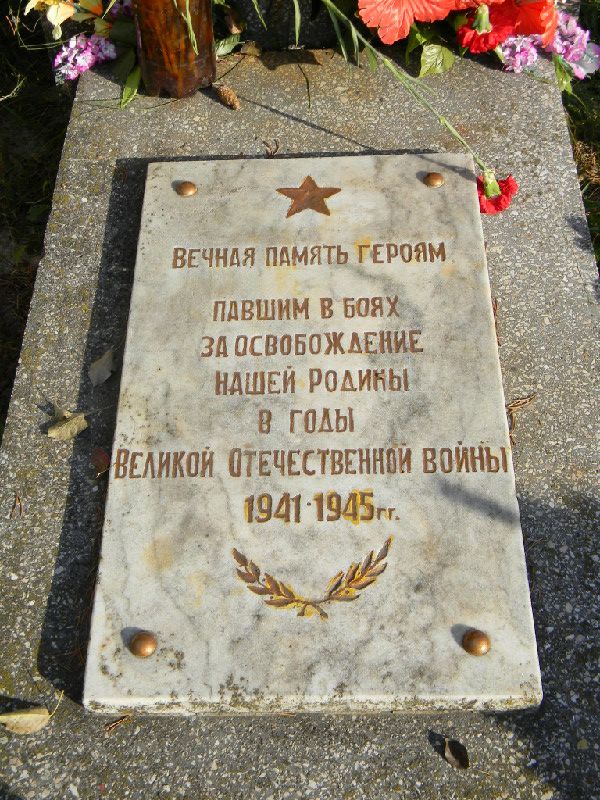 ВЕЧНАЯ ПАМЯТЬ ГЕРОЯМ
ПАВШИМ В БОЯХ
ЗА ОСВОБОЖДЕНИЕ
НАШЕЙ РОДИНЫ
В ГОДЫ
ВЕЛИКОЙ ОТЕЧЕСТВЕННОЙ ВОЙНЫ
1941·1945гг.